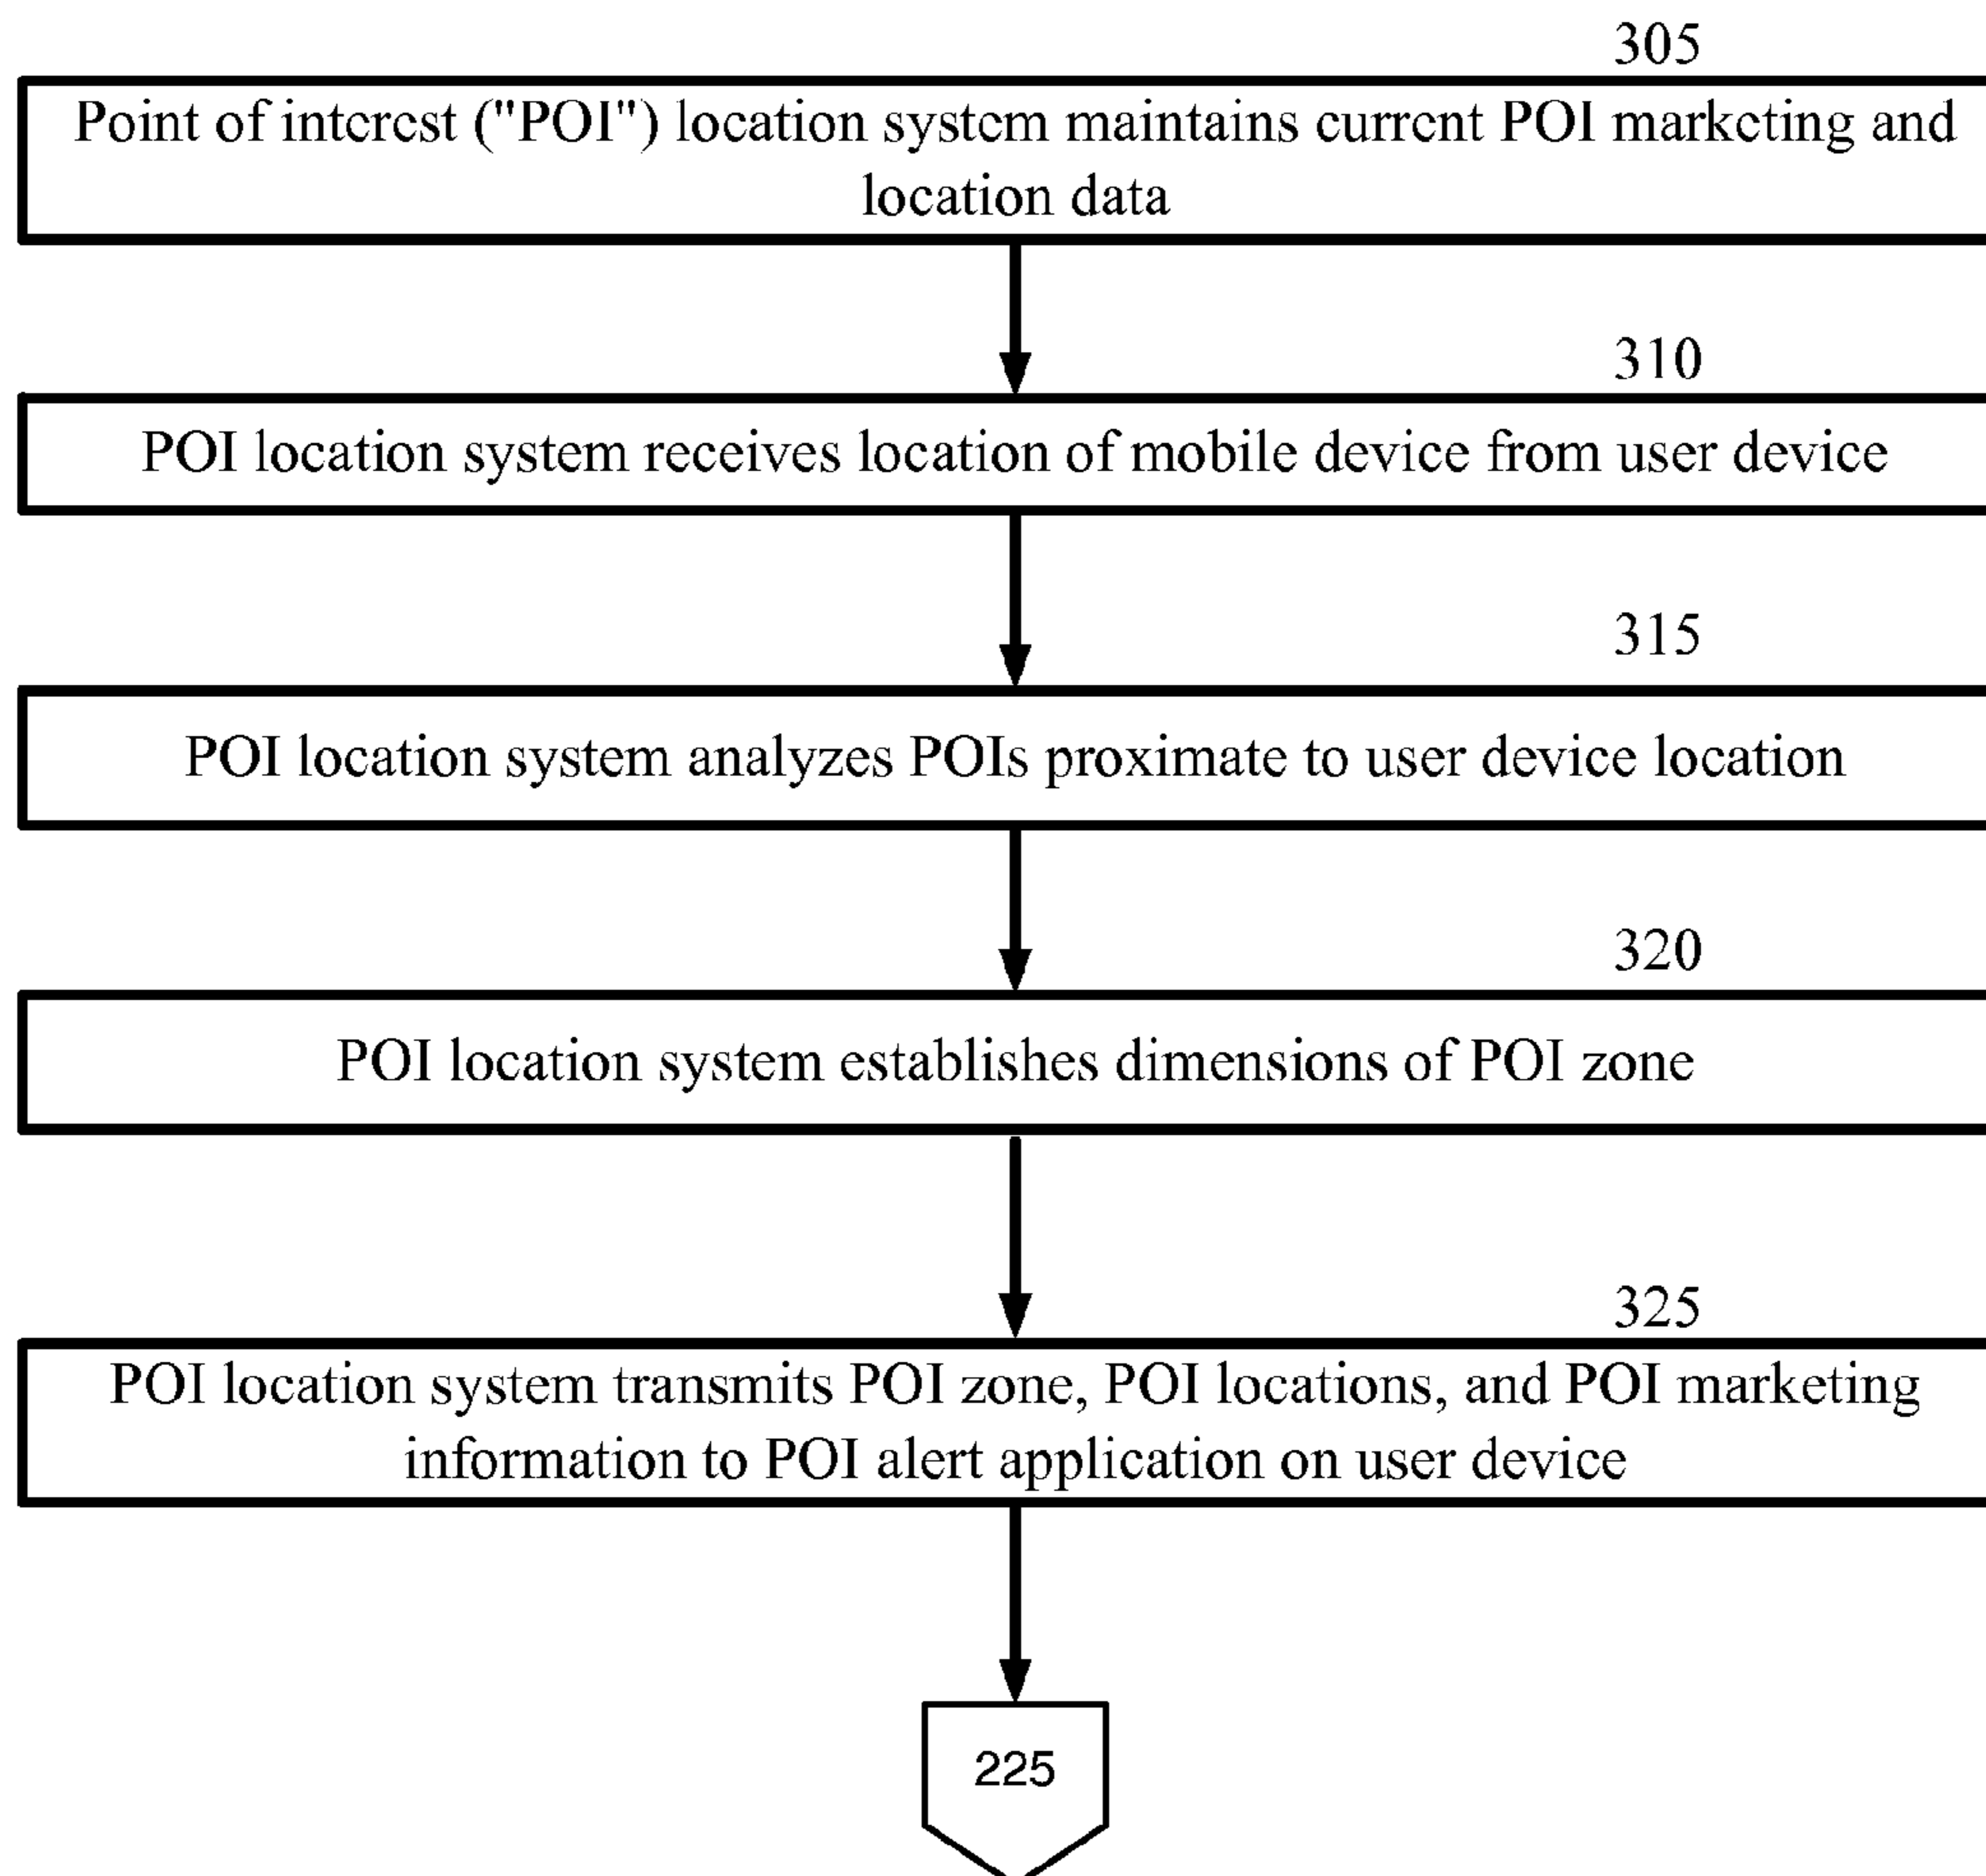 305
Point of interest ("POI") location system maintains current POI marketing and
location data
310
POI location system receives location of mobile device from user device
315
POI location system analyzes POIs proximate to user device location
320
POI location system establishes dimensions of POI zone
325
POI location system transmits POI zone, POI locations, and POI marketing
information to POI alert application on user device
225